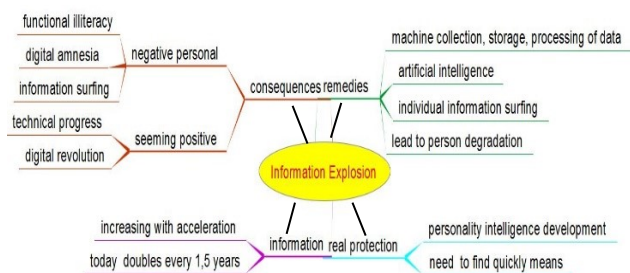 functional illiteracy
digital amnesia
information surfing
negative personal
technical progress
digital revolution
seeming positive
consequences
remedies
machine collection, storage, processing of data
artificial intelligence
individual information surfing
lead to person degradation
Information Explosion
increasing with acceleration
today doubles every 1,5 years
information
real protection
personality intelligence development
need to find quickly means